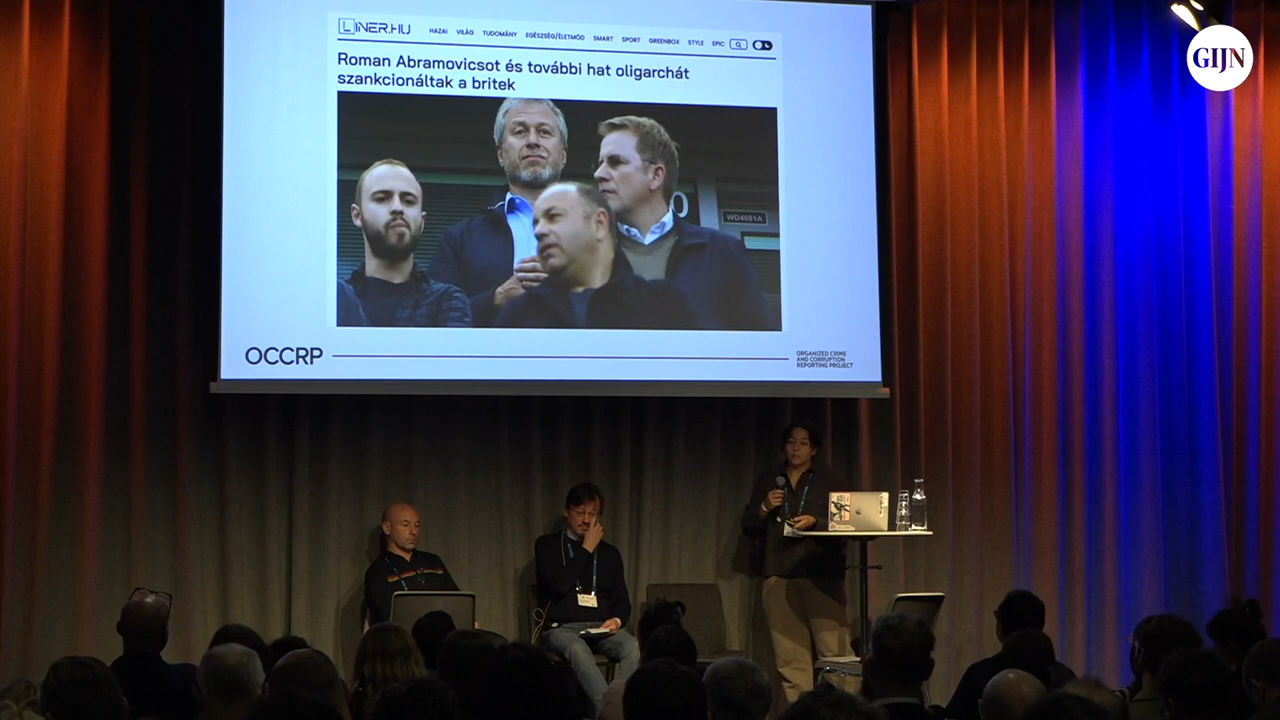 LINER.HU
HAZAI VILÁG TUDOMÁNY EGÉSZSÉG/ÉLETMÓD SMART SPORT GREENBOX STYLE EPIC
Roman Abramovicsot és további hat oligarchát
szankcionáltak a britek
WD4001A
OCCRP
ORGANIZED CRIME
AND CORRUPTION
REPORTING PROJECT
GIJN